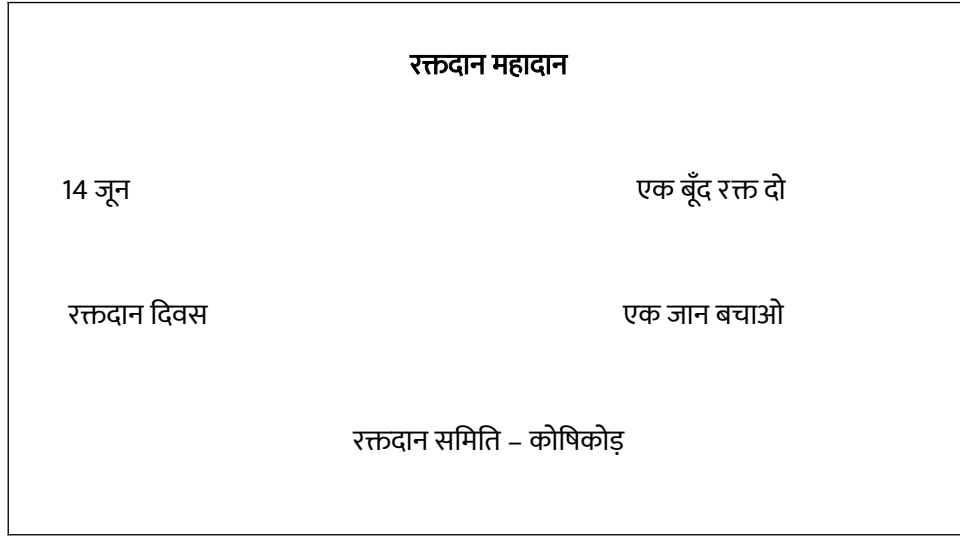 रक्तदान महादान
14 जून एक बूँद रक्त दो
रक्तदान दिवस एक जान बचाओ
रक्तदान समिति – कोषिकोड़